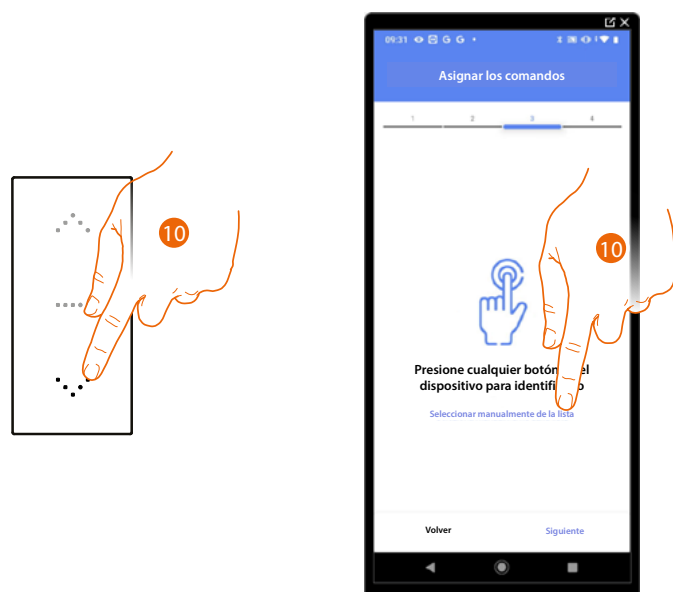 09:31 G G
Asignar los comandos
1 2 3 4
10
10
Presione cualquier botón el
dispositivo para identifi o
Seleccionar manualmente de la lista
Volver Siguiente